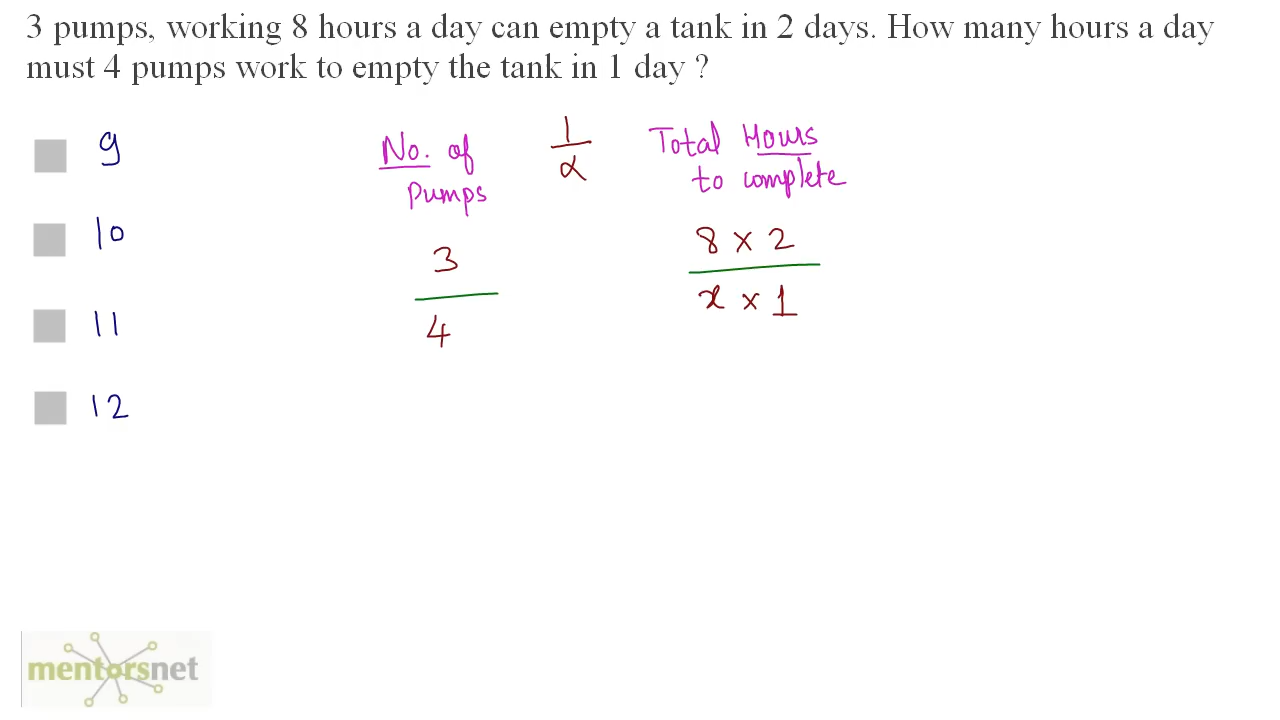 3 pumps, working 8 hours a day can empty a tank in 2 days. How many hours a day
must 4 pumps work to empty the tank in 1 day ?
9
10
11
12
No. of
Pumps
3
4
1
α
Total Hours
to complete
8 × 2
x × 1
mentorsnet